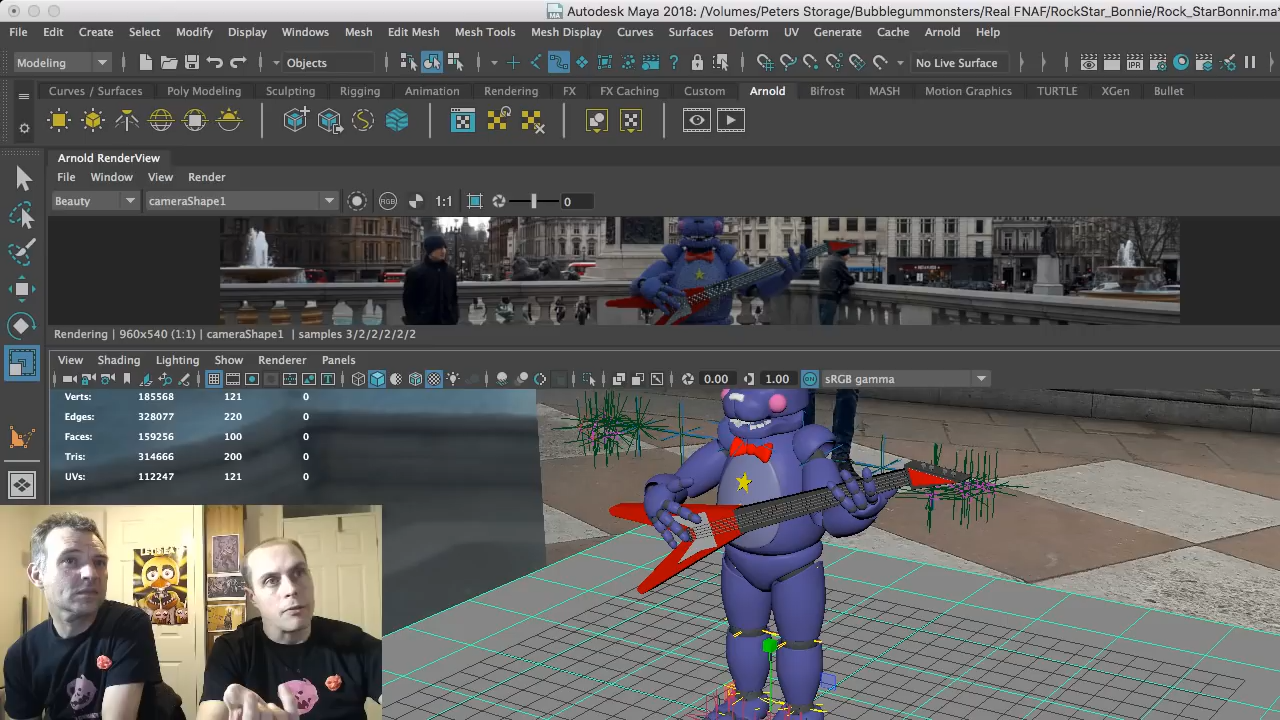 Autodesk Maya 2018: /Volumes/Peters Storage/Bubblegummonsters/Real FNAF/RockStar_Bonnie/Rock_StarBonnir.ma*
File Edit Create Select Modify Display Windows Mesh Edit Mesh Mesh Tools Mesh Display Curves Surfaces Deform UV Generate Cache Arnold Help
Modeling Objects No Live Surface
Curves / Surfaces Poly Modeling Sculpting Rigging Animation Rendering FX FX Caching Custom Arnold Bifrost MASH Motion Graphics TURTLE XGen Bullet
Arnold RenderView
File Window View Render
Beauty cameraShape1 RGB 1:1 0
Rendering | 960x540 (1:1) | cameraShape1 | samples 3/2/2/2/2/2
View Shading Lighting Show Renderer Panels
0.00 1.00 sRGB gamma
Verts: 185568 121 0
Edges: 328077 220 0
Faces: 159256 100 0
Tris: 314666 200 0
UVs: 112247 121 0